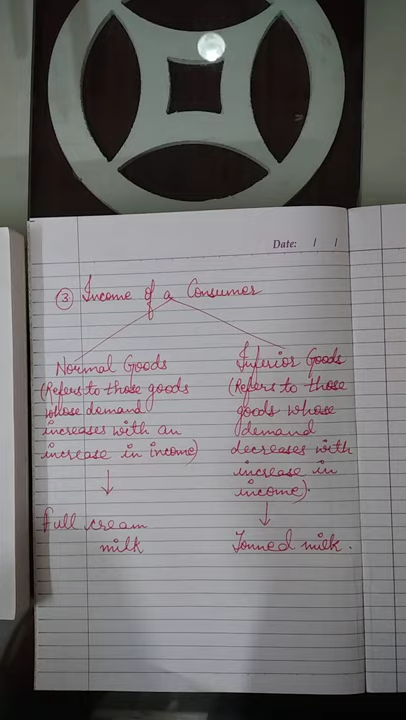 Date: / /
③ Income of a Consumer
Normal Goods
(Refers to those goods
whose demand
increases with an
increase in income)
↓
Full cream
milk
Inferior Goods
(Refers to those
goods whose
demand
decreases with
increase in
income).
↓
Tonned milk.